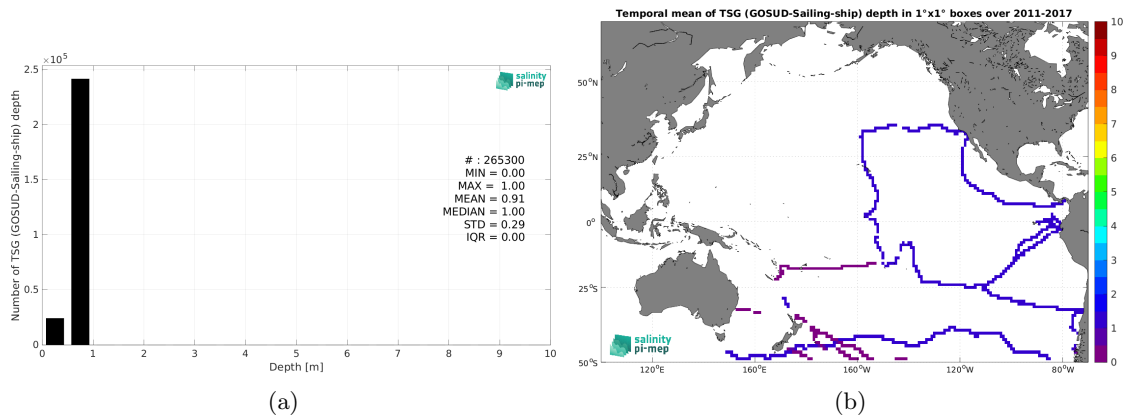 ×10⁵
2.5
2
1.5
1
0.5
0
Number of TSG (GOSUD-Sailing-ship) depth
salinity
pi-mep
# : 265300
MIN = 0.00
MAX = 1.00
MEAN = 0.91
MEDIAN = 1.00
STD = 0.29
IQR = 0.00
0 1 2 3 4 5 6 7 8 9 10
Depth [m]
(a)
Temporal mean of TSG (GOSUD-Sailing-ship) depth in 1°x1° boxes over 2011-2017
50°N
25°N
0°
25°S
50°S
120°E 160°E 160°W 120°W 80°W
salinity
pi-mep
10
9
8
7
6
5
4
3
2
1
0
(b)